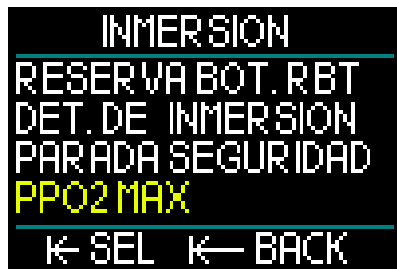 INMERSION
RESERVA BOT. RBT
DET. DE INMERSION
PARADA SEGURIDAD
PPO2 MAX
SEL BACK